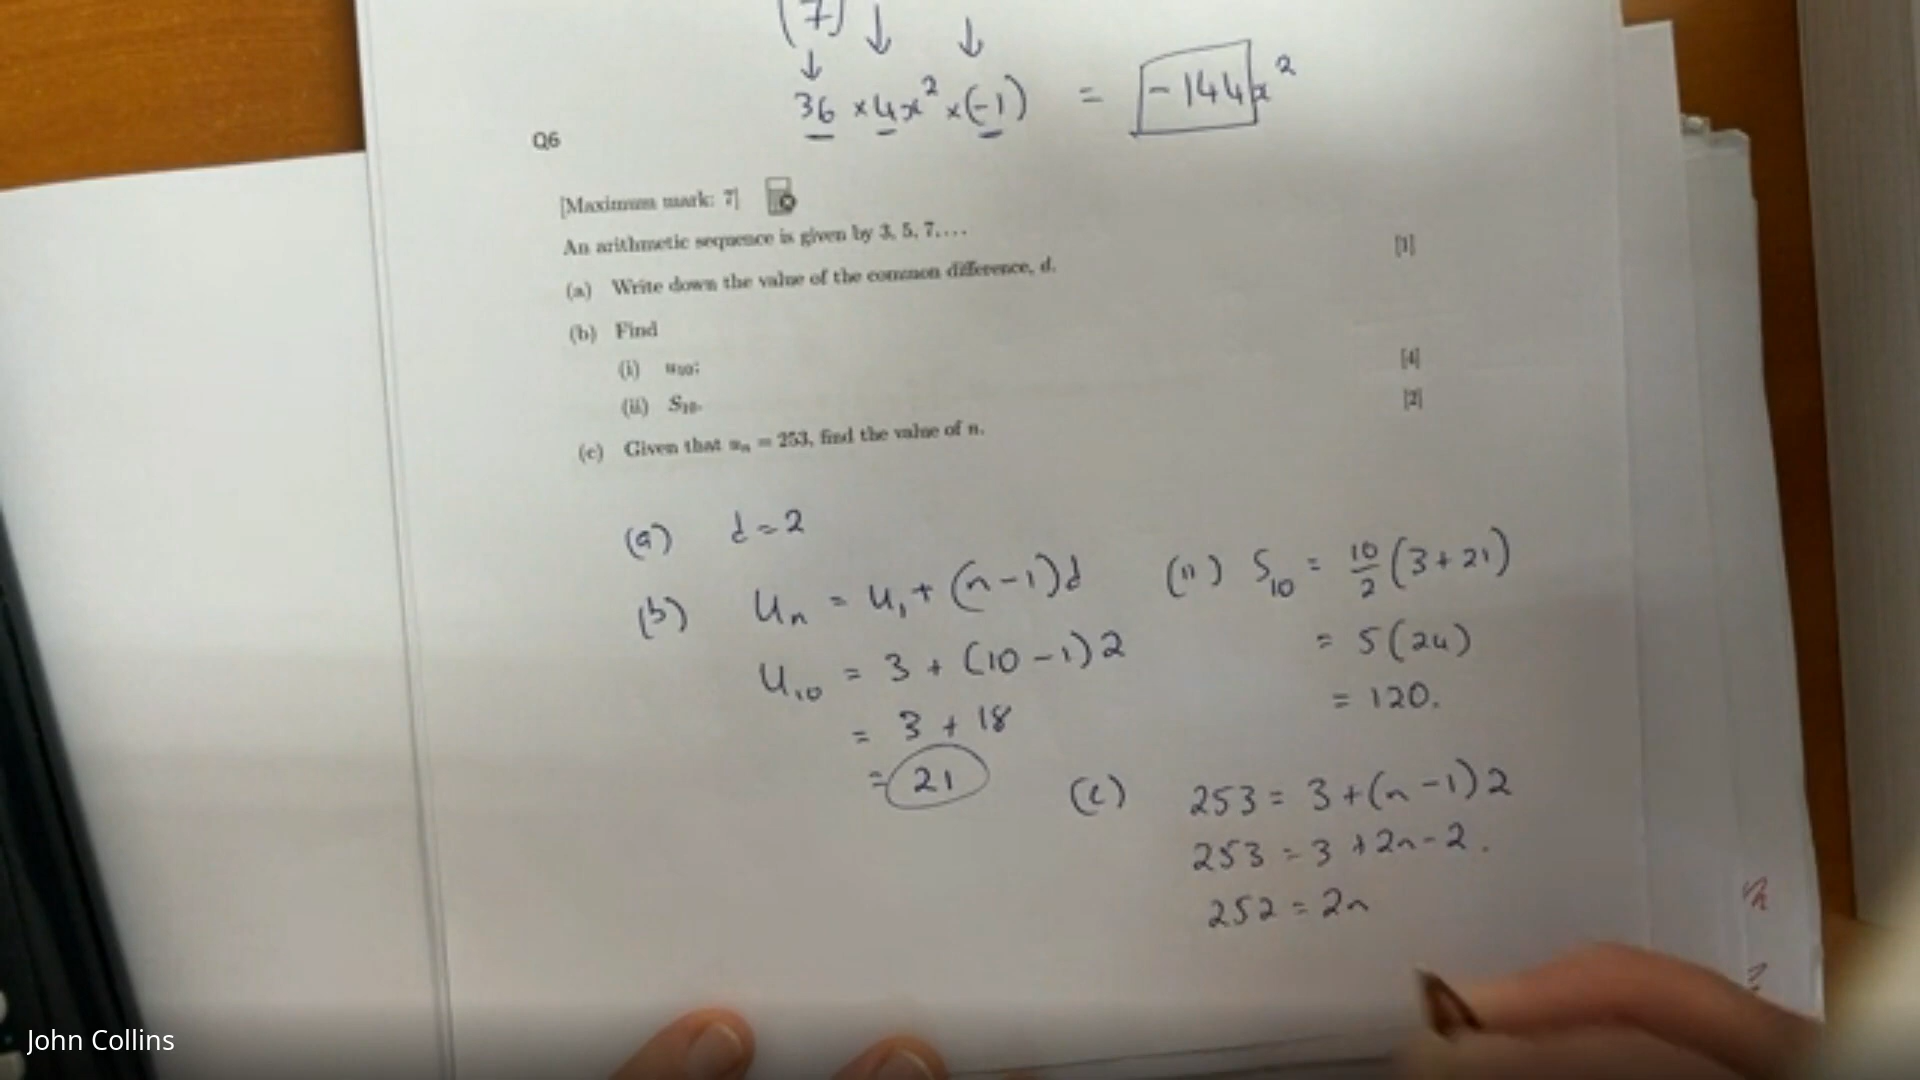 (7)
36 × 4x² × (-1) = -144x²
Q6
[Maximum mark: 7]
An arithmetic sequence is given by 3, 5, 7, . . .
(a) Write down the value of the common difference, d. [1]
(b) Find
(i) u₁₀; [4]
(ii) S₁₀. [2]
(c) Given that uₙ = 253, find the value of n.
(a) d = 2
(b) Uₙ = U₁ + (n-1)d
U₁₀ = 3 + (10-1)2
= 3 + 18
= 21
(ii) S₁₀ = 10/2 (3+21)
= 5(24)
= 120.
(c) 253 = 3 + (n-1)2
253 = 3 + 2n - 2.
252 = 2n
John Collins